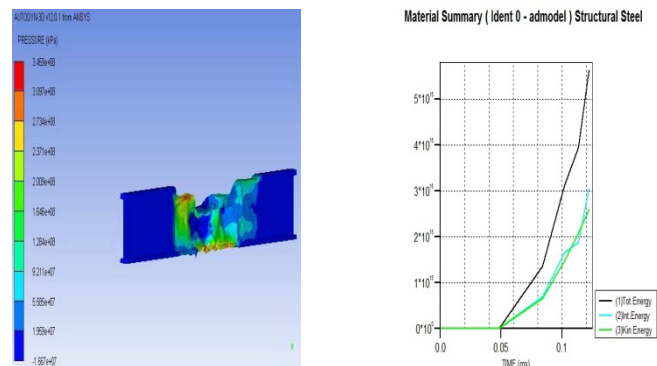 AUTODYN-3D v12.0.1 from ANSYS
PRESSURE (kPa)
3.459e+08
3.097e+08
2.734e+08
2.371e+08
2.009e+08
1.646e+08
1.284e+08
9.211e+07
5.585e+07
1.959e+07
-1.667e+07
Material Summary ( Ident 0 - admodel ) Structural Steel
5*10
4*10
3*10
2*10
1*10
0*10
0.0
0.05
0.1
TIME (ms)
(1)Tot.Energy
(2)Int.Energy
(3)Kin.Energy